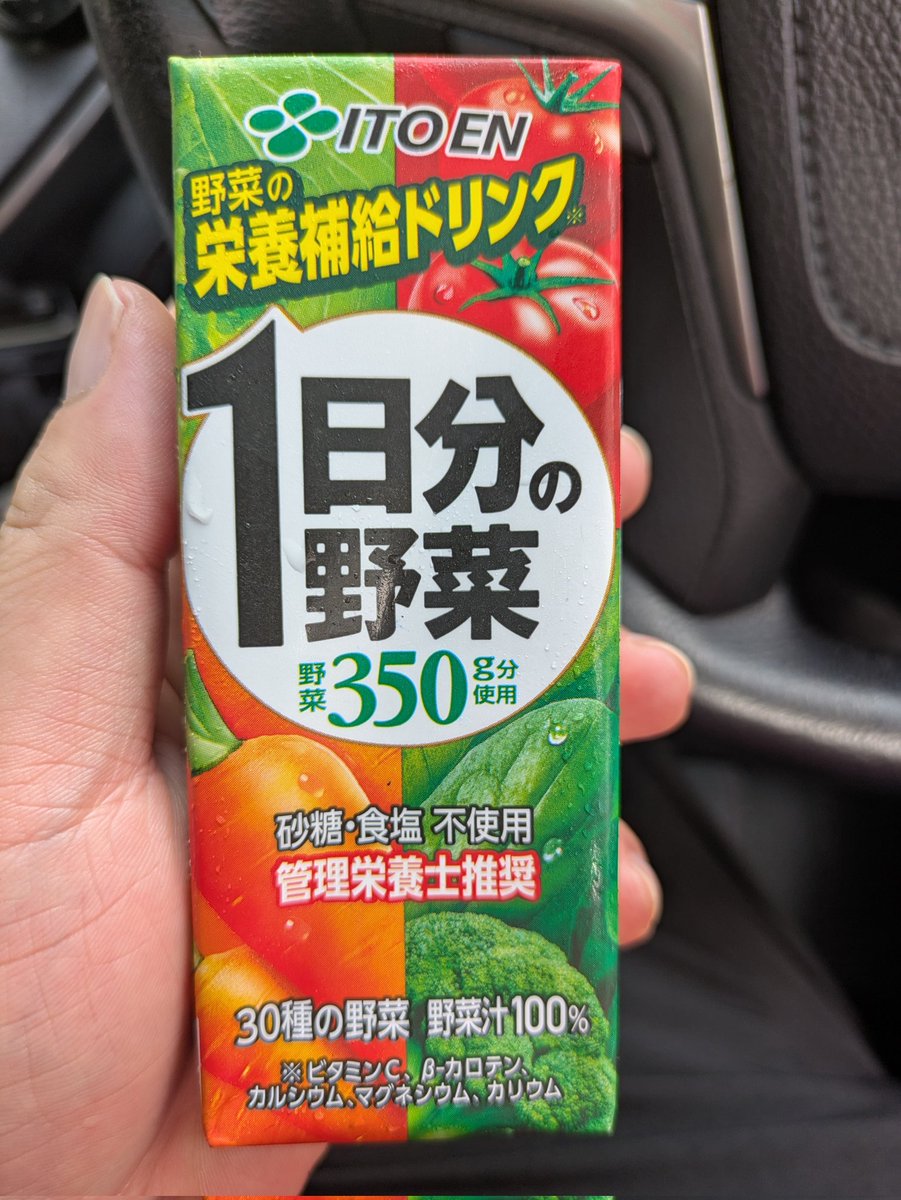 ITO EN
野菜の
栄養補給ドリンク※
1日分の
野菜
野菜350g分使用
砂糖・食塩 不使用
管理栄養士推奨
30種の野菜 野菜汁100%
※ビタミンC、β-カロテン、
カルシウム、マグネシウム、カリウム